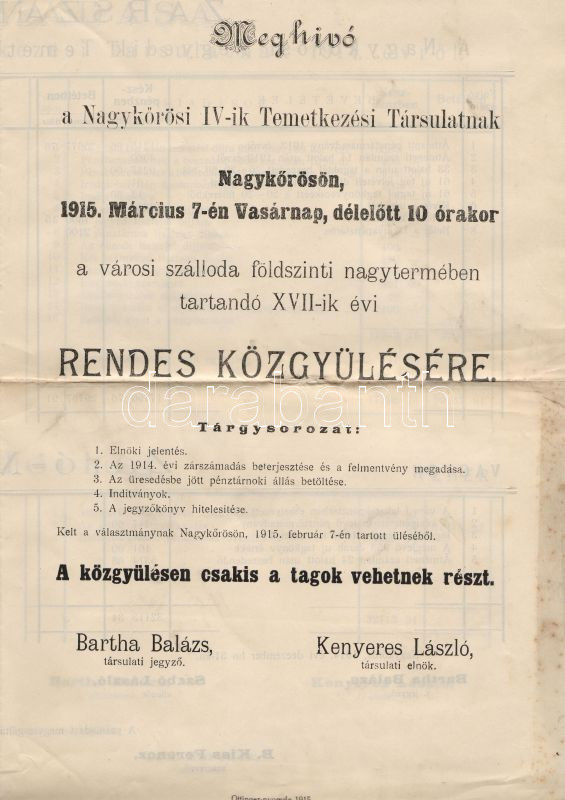 Meghivó
a Nagykőrösi IV-ik Temetkezési Társulatnak
Nagykőrösön,
1915. Március 7-én Vasárnap, délelőtt 10 órakor
a városi szálloda földszinti nagytermében
tartandó XVII-ik évi
RENDES KÖZGYÜLÉSÉRE.
darabanth
Tárgysorozat:
1. Elnöki jelentés.
2. Az 1914. évi zárszámadás beterjesztése és a felmentvény megadása.
3. Az üresedésbe jött pénztárnoki állás betöltése.
4. Inditványok.
5. A jegyzőkönyv hitelesitése.
Kelt a választmánynak Nagykőrösön, 1915. február 7-én tartott üléséből.
A közgyülésen csakis a tagok vehetnek részt.
Bartha Balázs,
társulati jegyző.
Kenyeres László,
társulati elnök.